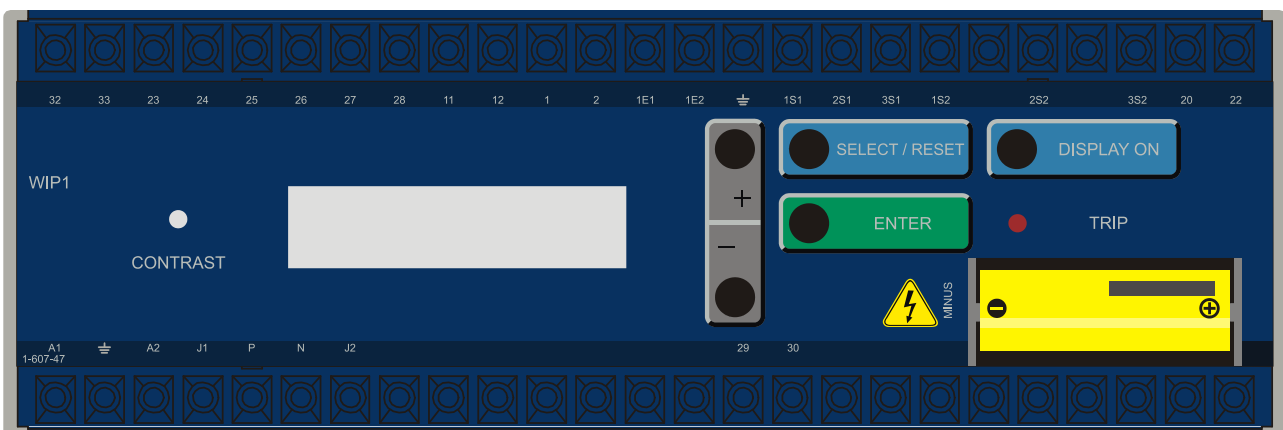 32 33 23 24 25 26 27 28 11 12 1 2 1E1 1E2 1S1 2S1 3S1 1S2 2S2 3S2 20 22
SELECT / RESET DISPLAY ON
WIP1
+
ENTER TRIP
−
CONTRAST
MINUS
A1 A2 J1 P N J2 29 30
1-607-47